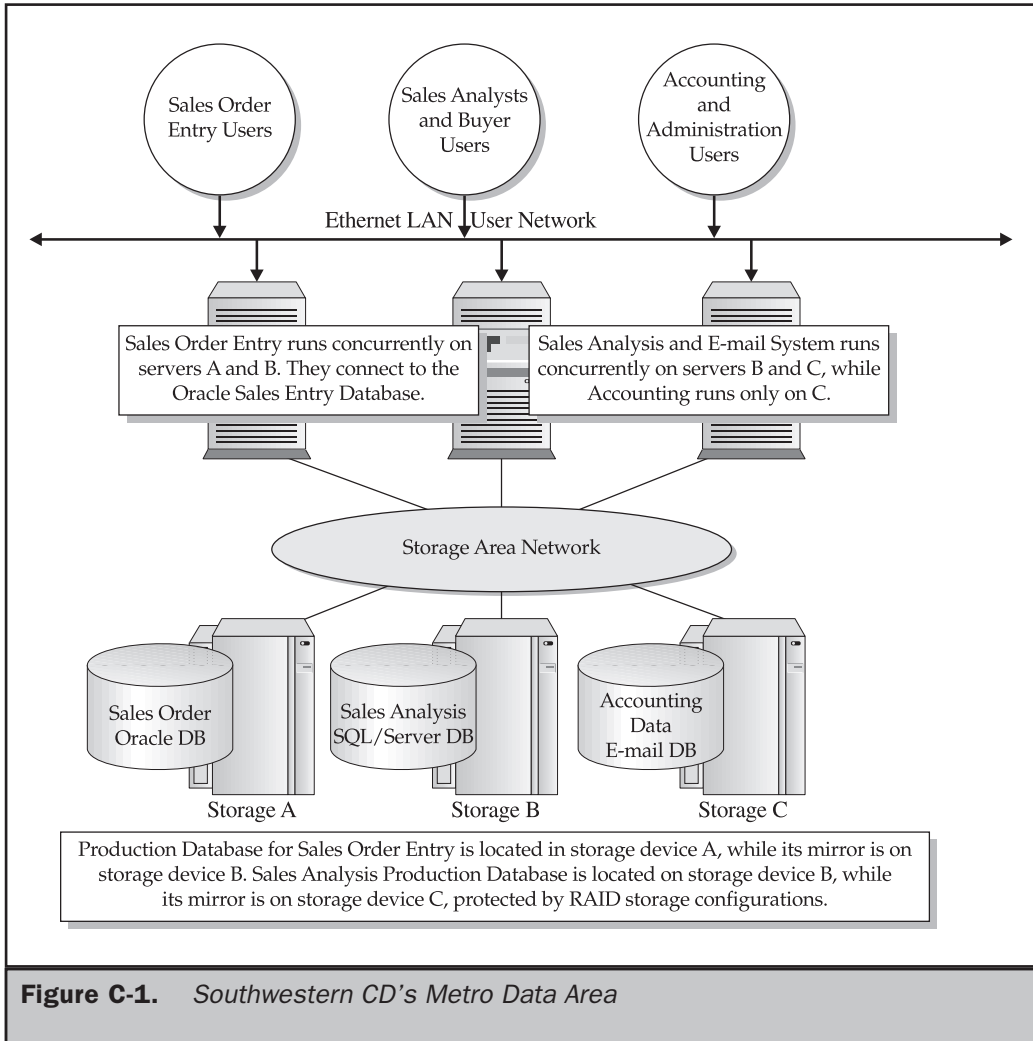 Sales Order
Entry Users
Sales Analysts
and Buyer
Users
Accounting
and
Administration
Users
Ethernet LAN User Network
Sales Order Entry runs concurrently on
servers A and B. They connect to the
Oracle Sales Entry Database.
Sales Analysis and E-mail System runs
concurrently on servers B and C, while
Accounting runs only on C.
Storage Area Network
Sales Order
Oracle DB
Sales Analysis
SQL/Server DB
Accounting
Data
E-mail DB
Storage A
Storage B
Storage C
Production Database for Sales Order Entry is located in storage device A, while its mirror is on
storage device B. Sales Analysis Production Database is located on storage device B, while
its mirror is on storage device C, protected by RAID storage configurations.
Figure C-1. Southwestern CD's Metro Data Area